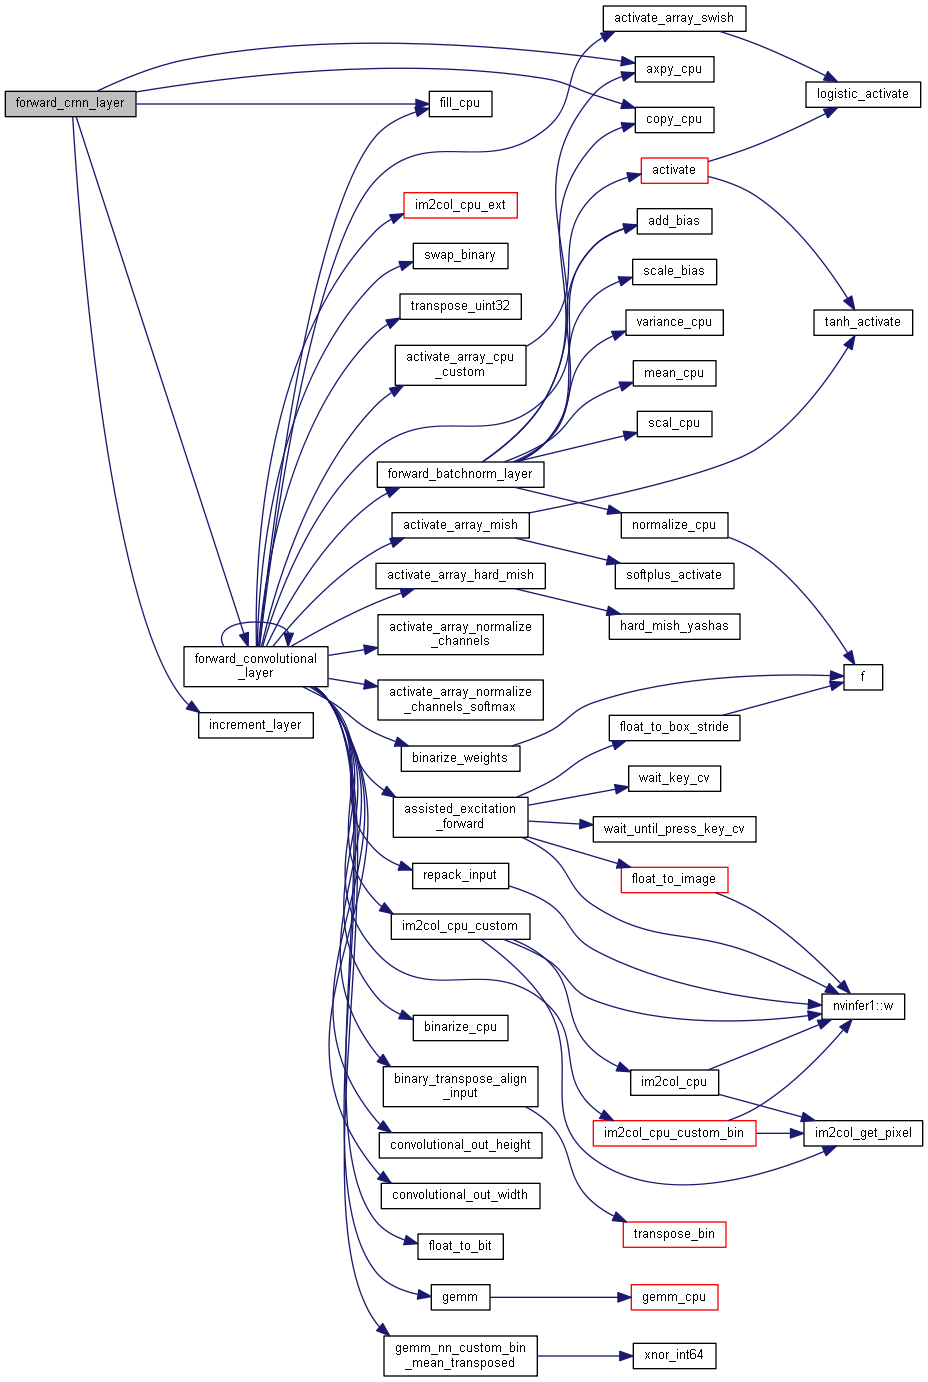 activate_array_swish
axpy_cpu
logistic_activate
forward_crnn_layer
fill_cpu
copy_cpu
activate
im2col_cpu_ext
add_bias
swap_binary
scale_bias
transpose_uint32
variance_cpu
tanh_activate
activate_array_cpu
_custom
mean_cpu
scal_cpu
forward_batchnorm_layer
activate_array_mish
normalize_cpu
activate_array_hard_mish
softplus_activate
activate_array_normalize
_channels
hard_mish_yashas
forward_convolutional
_layer
f
activate_array_normalize
_channels_softmax
increment_layer
float_to_box_stride
binarize_weights
wait_key_cv
assisted_excitation
_forward
wait_until_press_key_cv
repack_input
float_to_image
im2col_cpu_custom
nvinfer1::w
binarize_cpu
im2col_cpu
binary_transpose_align
_input
im2col_cpu_custom_bin
im2col_get_pixel
convolutional_out_height
convolutional_out_width
transpose_bin
float_to_bit
gemm
gemm_cpu
gemm_nn_custom_bin
_mean_transposed
xnor_int64